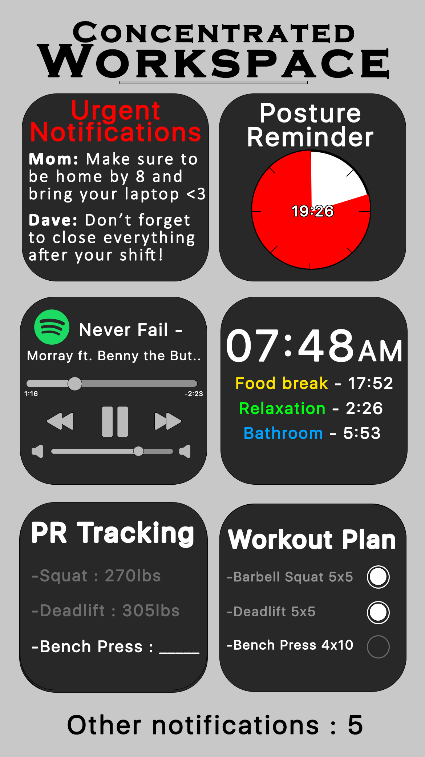 Concentrated
Workspace
Urgent
Notifications
Mom: Make sure to
be home by 8 and
bring your laptop <3
Dave: Don't forget
to close everything
after your shift!
Posture
Reminder
19:26
Never Fail -
Morray ft. Benny the But..
1:16
-2:23
07:48AM
Food break - 17:52
Relaxation - 2:26
Bathroom - 5:53
PR Tracking
-Squat : 270lbs
-Deadlift : 305lbs
-Bench Press : _____
Workout Plan
-Barbell Squat 5x5
-Deadlift 5x5
-Bench Press 4x10
Other notifications : 5